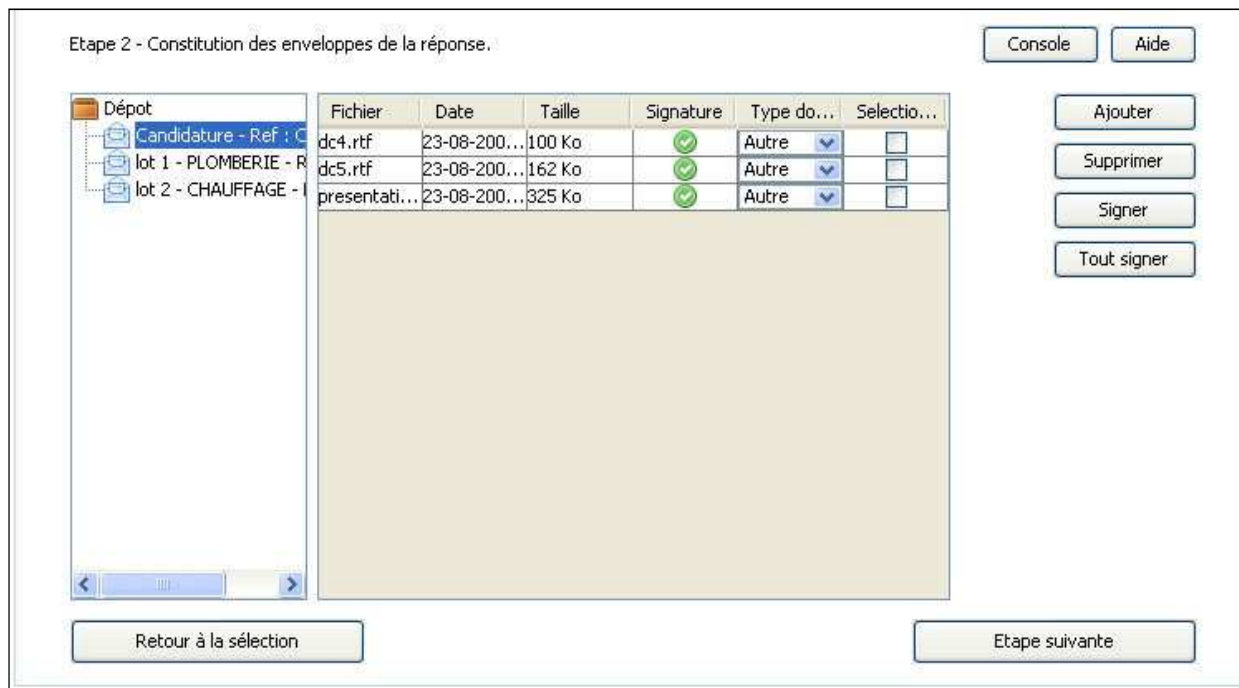 Etape 2 - Constitution des enveloppes de la réponse.
Console
Aide
Dépot
Candidature - Ref : C
lot 1 - PLOMBERIE - R
lot 2 - CHAUFFAGE -
Fichier Date Taille Signature Type do... Selectio...
dc4.rtf 23-08-200... 100 Ko Autre
dc5.rtf 23-08-200... 162 Ko Autre
presentati... 23-08-200... 325 Ko Autre
Ajouter
Supprimer
Signer
Tout signer
Retour à la sélection
Etape suivante